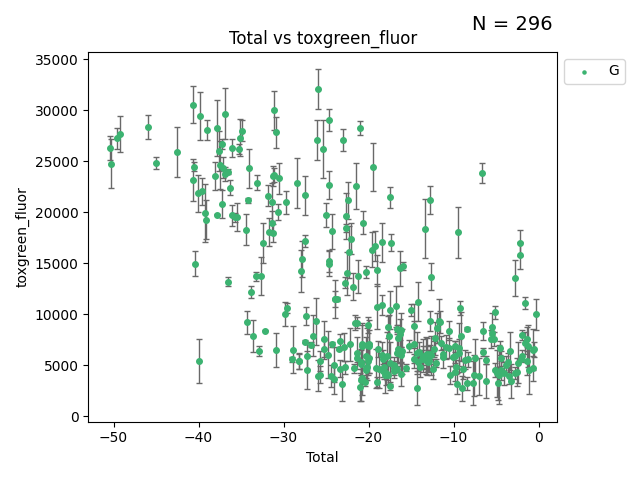 N = 296
Total vs toxgreen_fluor
G
35000
30000
25000
20000
15000
10000
5000
0
toxgreen_fluor
−50 −40 −30 −20 −10 0
Total